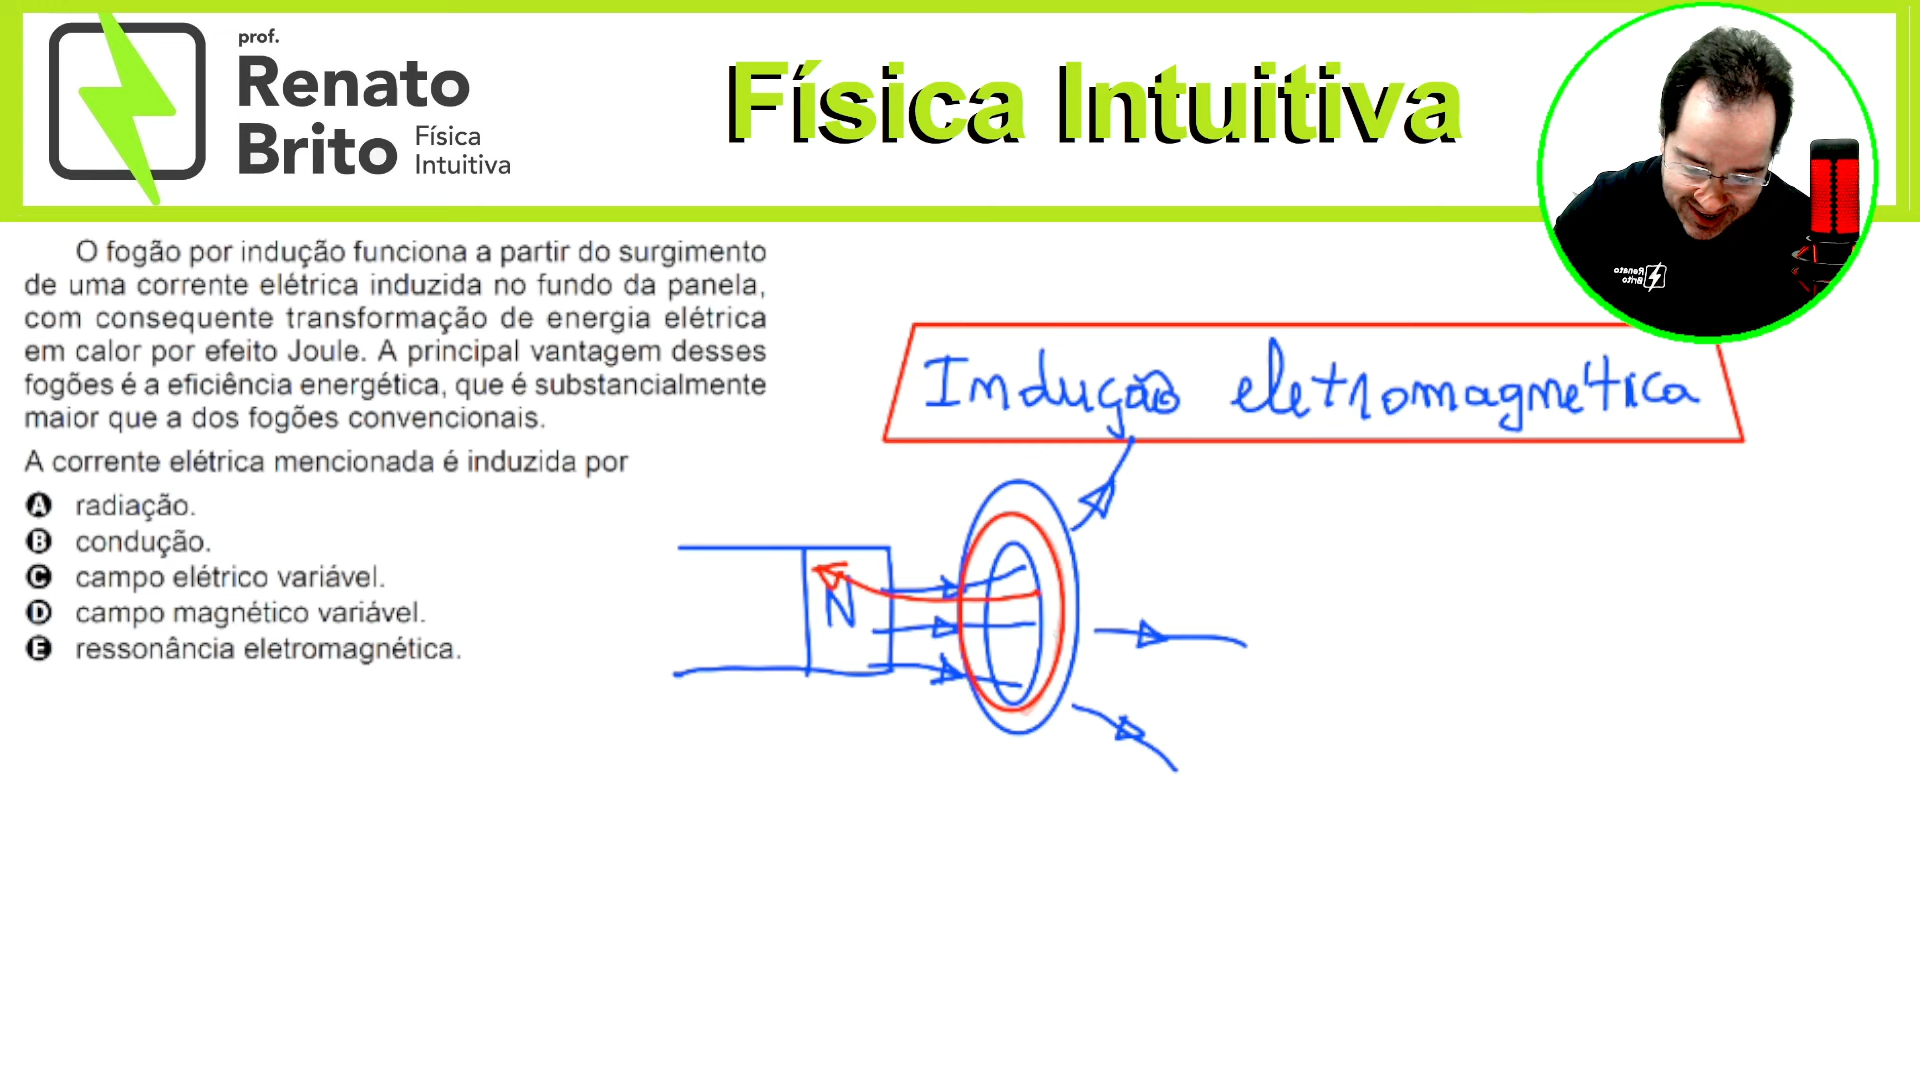 prof.
Renato
Brito Física
Intuitiva
Física Intuitiva
Renato
Brito
O fogão por indução funciona a partir do surgimento
de uma corrente elétrica induzida no fundo da panela,
com consequente transformação de energia elétrica
em calor por efeito Joule. A principal vantagem desses
fogões é a eficiência energética, que é substancialmente
maior que a dos fogões convencionais.
A corrente elétrica mencionada é induzida por
A radiação.
B condução.
C campo elétrico variável.
D campo magnético variável.
E ressonância eletromagnética.
Indução eletromagnética
N